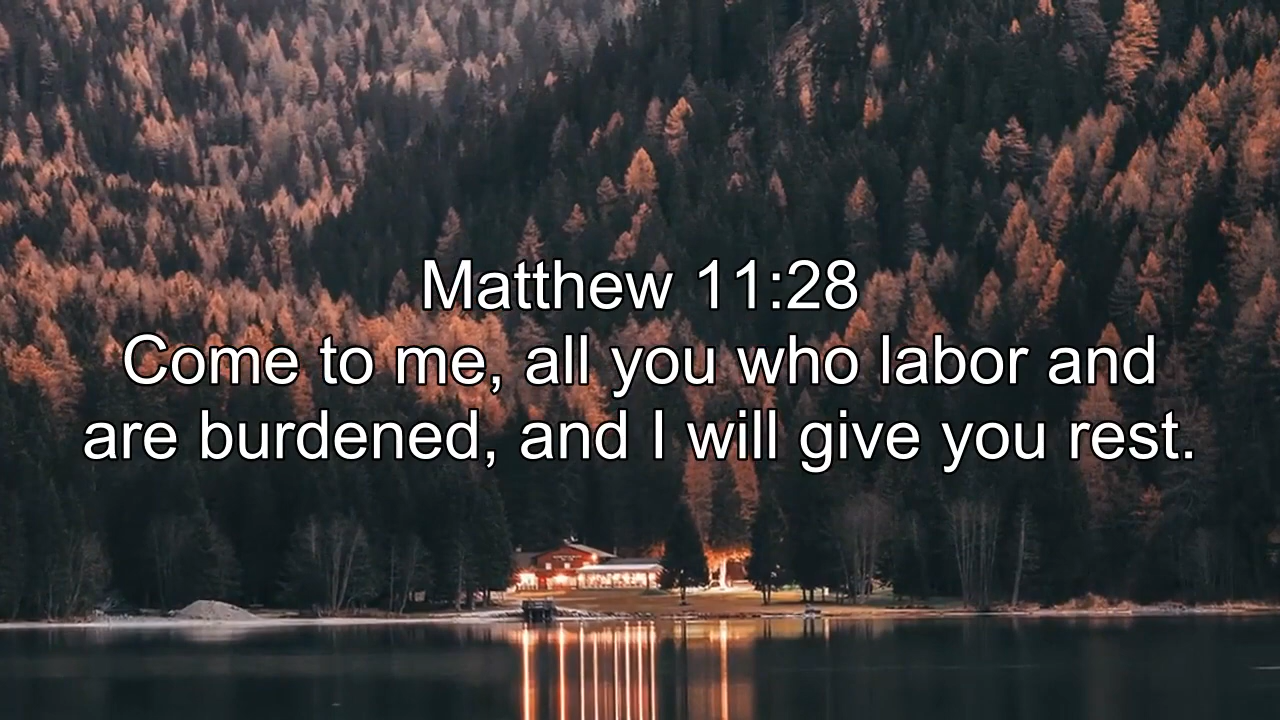 Matthew 11:28
Come to me, all you who labor and
are burdened, and I will give you rest.